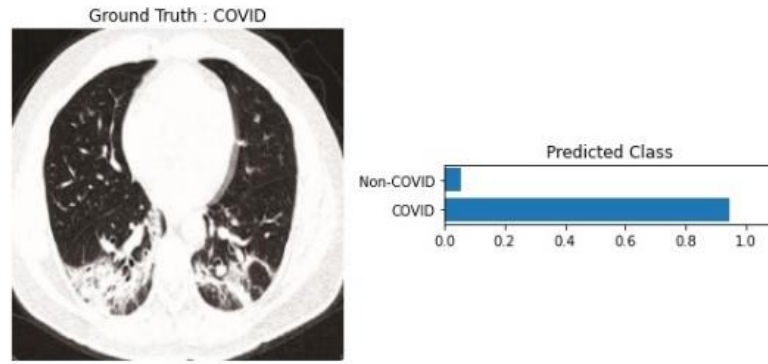 Ground Truth : COVID
Predicted Class
Non-COVID
COVID
0.0 0.2 0.4 0.6 0.8 1.0